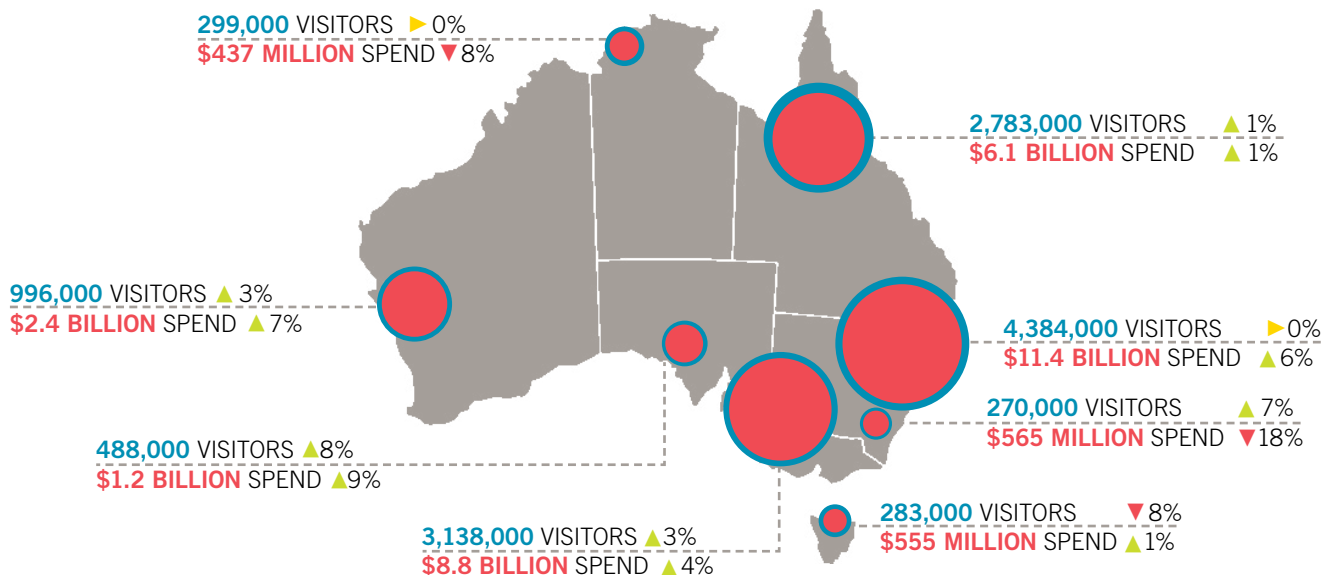 299,000 VISITORS ▶ 0%
$437 MILLION SPEND ▼ 8%
2,783,000 VISITORS ▲ 1%
$6.1 BILLION SPEND ▲ 1%
996,000 VISITORS ▲ 3%
$2.4 BILLION SPEND ▲ 7%
4,384,000 VISITORS ▶ 0%
$11.4 BILLION SPEND ▲ 6%
270,000 VISITORS ▲ 7%
$565 MILLION SPEND ▼ 18%
488,000 VISITORS ▲ 8%
$1.2 BILLION SPEND ▲ 9%
283,000 VISITORS ▼ 8%
$555 MILLION SPEND ▲ 1%
3,138,000 VISITORS ▲ 3%
$8.8 BILLION SPEND ▲ 4%